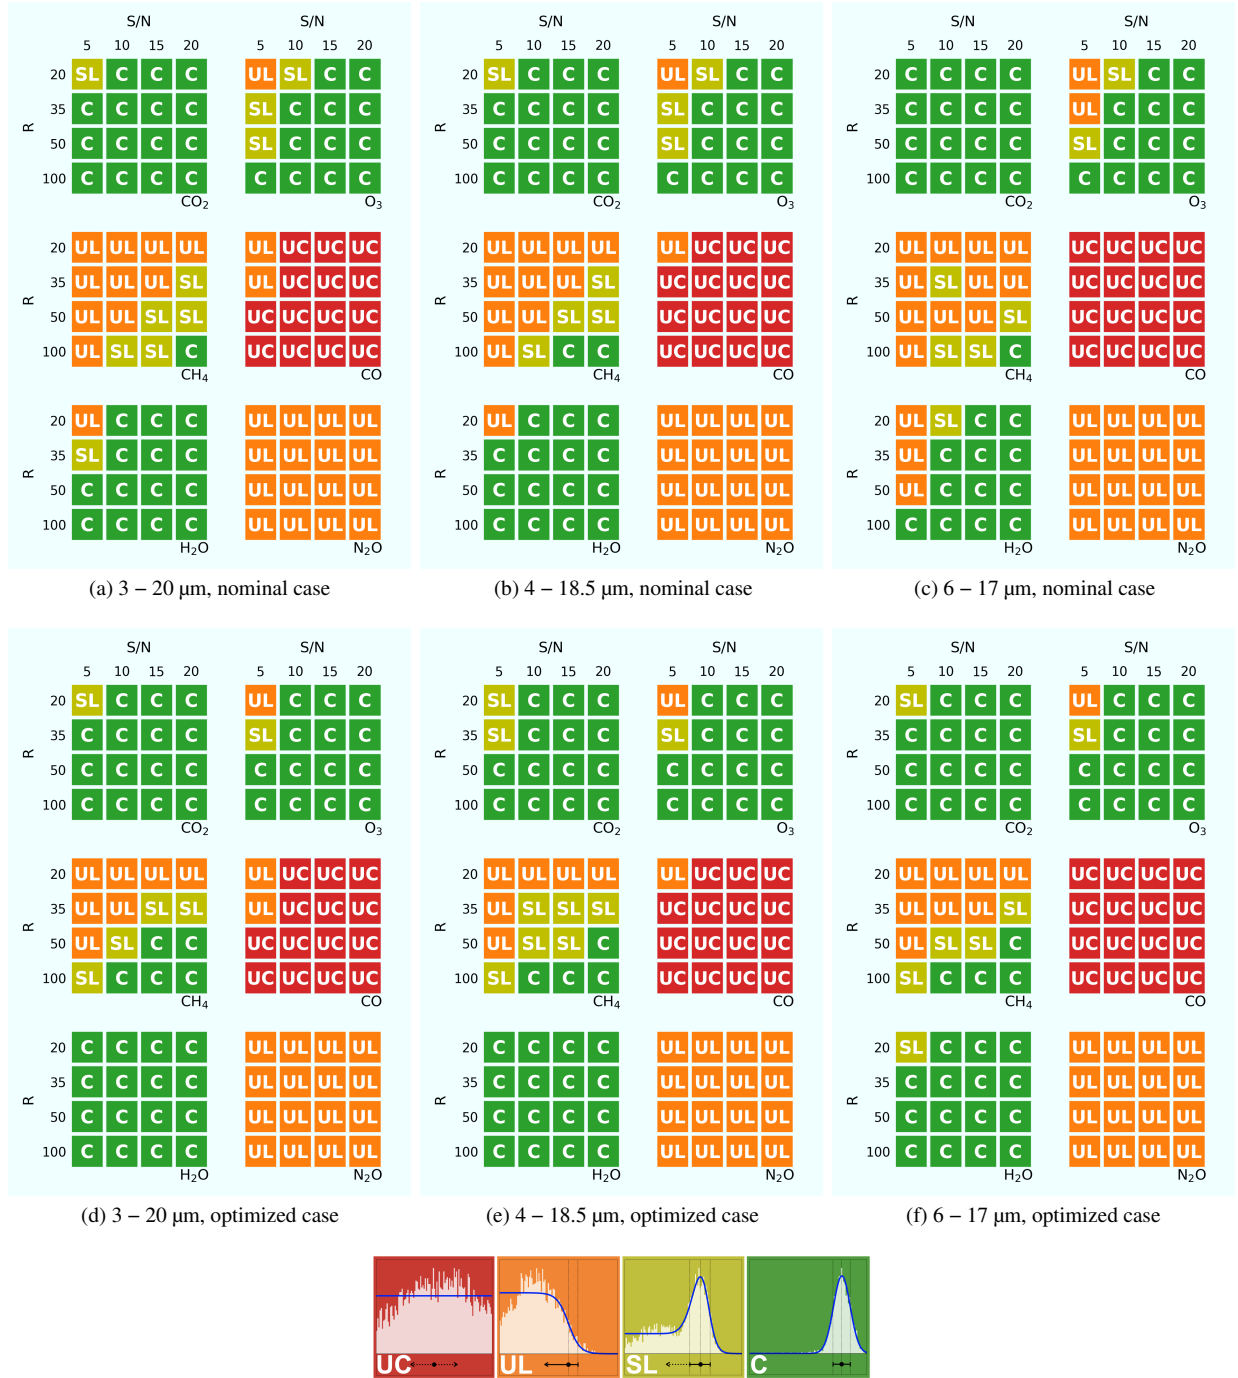 S/N S/N S/N
5 10 15 20 5 10 15 20 5 10 15 20 5 10 15 20 5 10 15 20 5 10 15 20
20 SL C C C UL SL C C SL C C C UL SL C C C C C C UL SL C C
R 35 C C C C SL C C C C C C C SL C C C R C C C C UL C C C
50 C C C C SL C C C C C C C SL C C C C C C C SL C C C
100 C C C C C C C C C C C C C C C C C C C C C C C C
CO₂ O₃ CO₂ O₃ CO₂ O₃
20 UL UL UL UL UL UC UC UC 20 UL UL UL UL UL UC UC UC 20 UL UL UL UL UC UC UC UC
R 35 UL UL UL SL UL UC UC UC R 35 UL UL UL SL UC UC UC UC R 35 UL SL UL UL UC UC UC UC
50 UL UL SL SL UC UC UC UC 50 UL UL SL SL UC UC UC UC 50 UL UL UL SL UC UC UC UC
100 UL SL SL C UC UC UC UC 100 UL SL C C UC UC UC UC 100 UL SL SL C UC UC UC UC
CH₄ CO CH₄ CO CH₄ CO
20 UL C C C UL UL UL UL 20 UL C C C UL UL UL UL 20 UL SL C C UL UL UL UL
R 35 SL C C C UL UL UL UL R 35 C C C C UL UL UL UL R 35 UL C C C UL UL UL UL
50 C C C C UL UL UL UL 50 C C C C UL UL UL UL 50 UL C C C UL UL UL UL
100 C C C C UL UL UL UL 100 C C C C UL UL UL UL 100 C C C C UL UL UL UL
H₂O N₂O H₂O N₂O H₂O N₂O
(a) 3 − 20 µm, nominal case (b) 4 − 18.5 µm, nominal case (c) 6 − 17 µm, nominal case
S/N S/N S/N
5 10 15 20 5 10 15 20 5 10 15 20 5 10 15 20 5 10 15 20 5 10 15 20
20 SL C C C UL C C C 20 SL C C C UL C C C 20 SL C C C UL C C C
R 35 C C C C SL C C C R 35 SL C C C SL C C C R 35 C C C C SL C C C
50 C C C C C C C C 50 C C C C C C C C 50 C C C C C C C C
100 C C C C C C C C 100 C C C C C C C C 100 C C C C C C C C
CO₂ O₃ CO₂ O₃ CO₂ O₃
20 UL UL UL UL UL UC UC UC 20 UL UL UL UL UL UC UC UC 20 UL UL UL UL UC UC UC UC
R 35 UL UL SL SL UL UC UC UC R 35 UL SL SL SL UC UC UC UC R 35 UL UL UL SL UC UC UC UC
50 UL SL C C UC UC UC UC 50 UL SL SL C UC UC UC UC 50 UL SL SL C UC UC UC UC
100 SL C C C UC UC UC UC 100 SL C C C UC UC UC UC 100 SL C C C UC UC UC UC
CH₄ CO CH₄ CO CH₄ CO
20 C C C C UL UL UL UL 20 C C C C UL UL UL UL 20 SL C C C UL UL UL UL
R 35 C C C C UL UL UL UL R 35 C C C C UL UL UL UL R 35 C C C C UL UL UL UL
50 C C C C UL UL UL UL 50 C C C C UL UL UL UL 50 C C C C UL UL UL UL
100 C C C C UL UL UL UL 100 C C C C UL UL UL UL 100 C C C C UL UL UL UL
H₂O N₂O H₂O N₂O H₂O N₂O
(d) 3 − 20 µm, optimized case (e) 4 − 18.5 µm, optimized case (f) 6 − 17 µm, optimized case
UC UL SL C